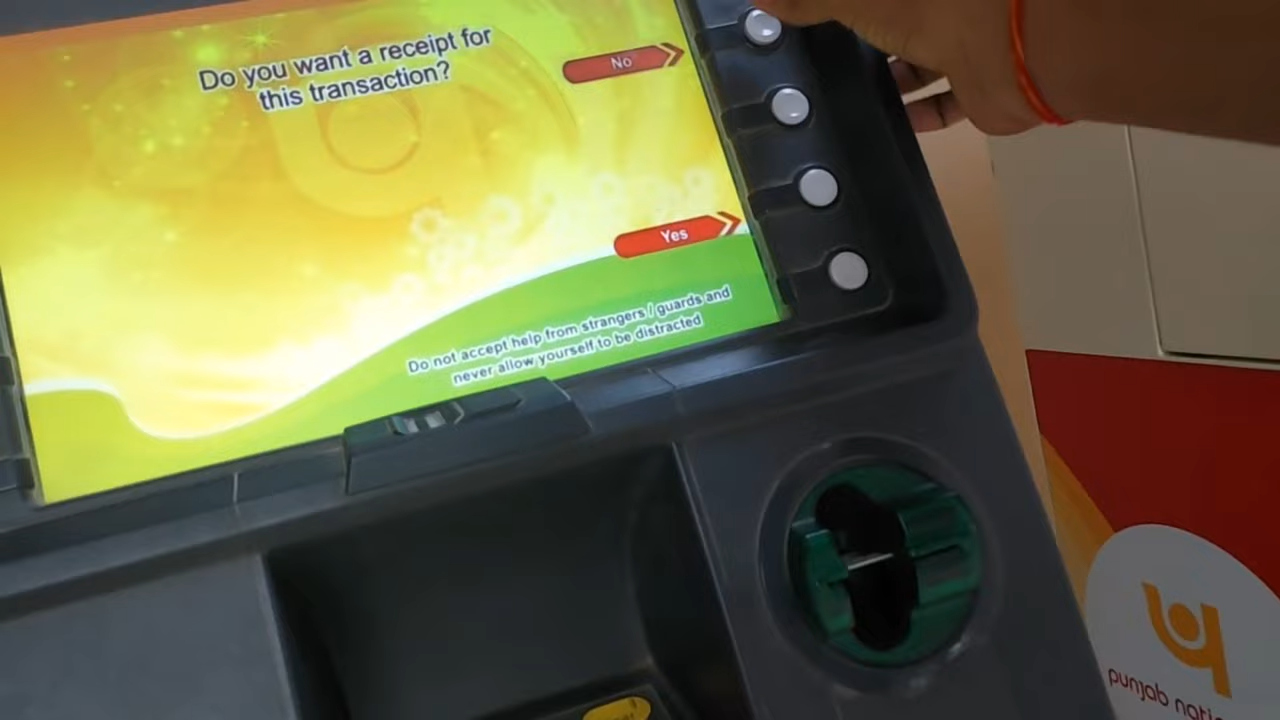 Do you want a receipt for
this transaction?
No
Yes
Do not accept help from strangers / guards and
never allow yourself to be distracted
punjab